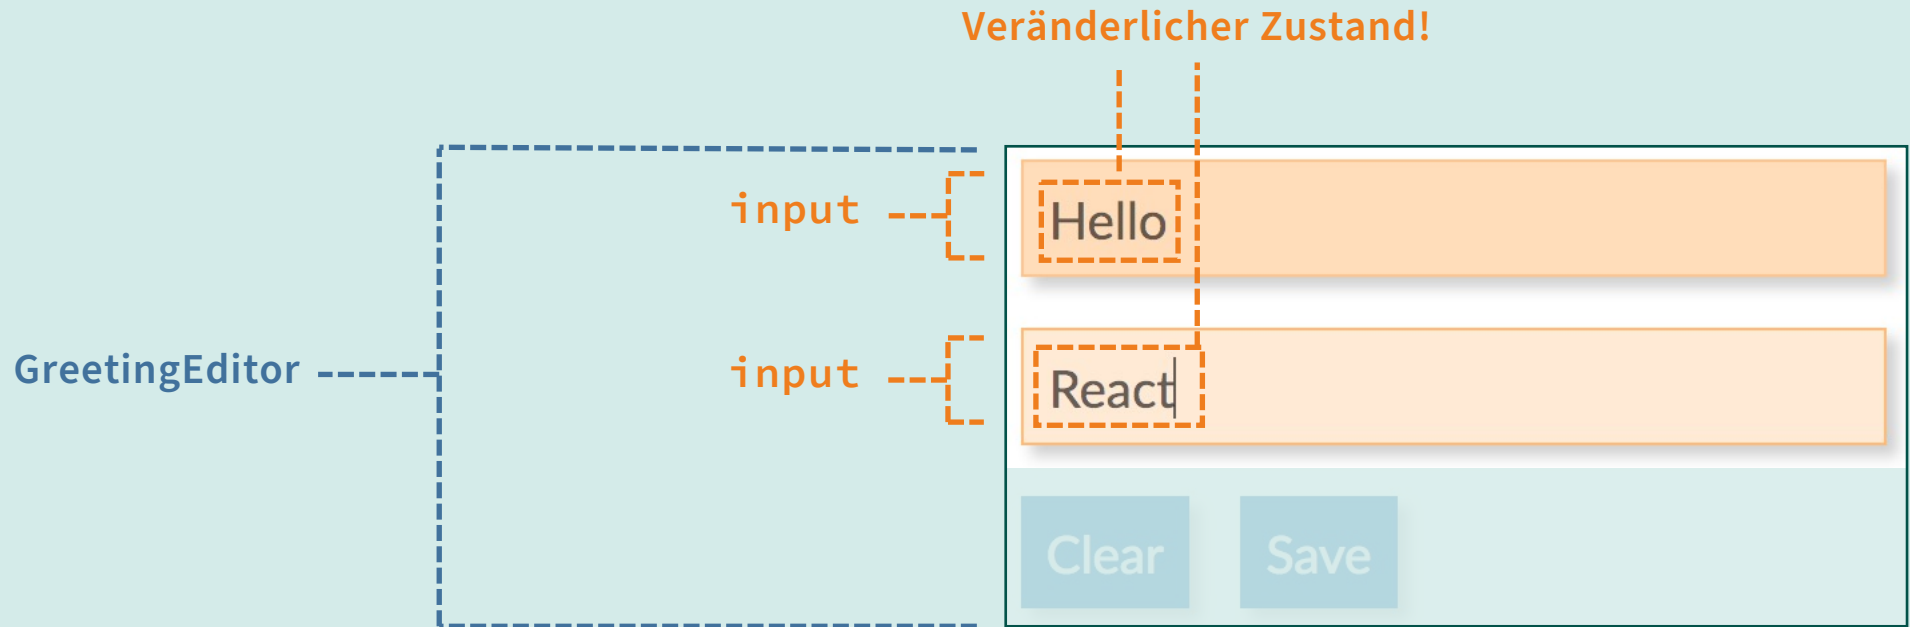 Veränderlicher Zustand!
input
Hello
GreetingEditor
input
React
Clear
Save